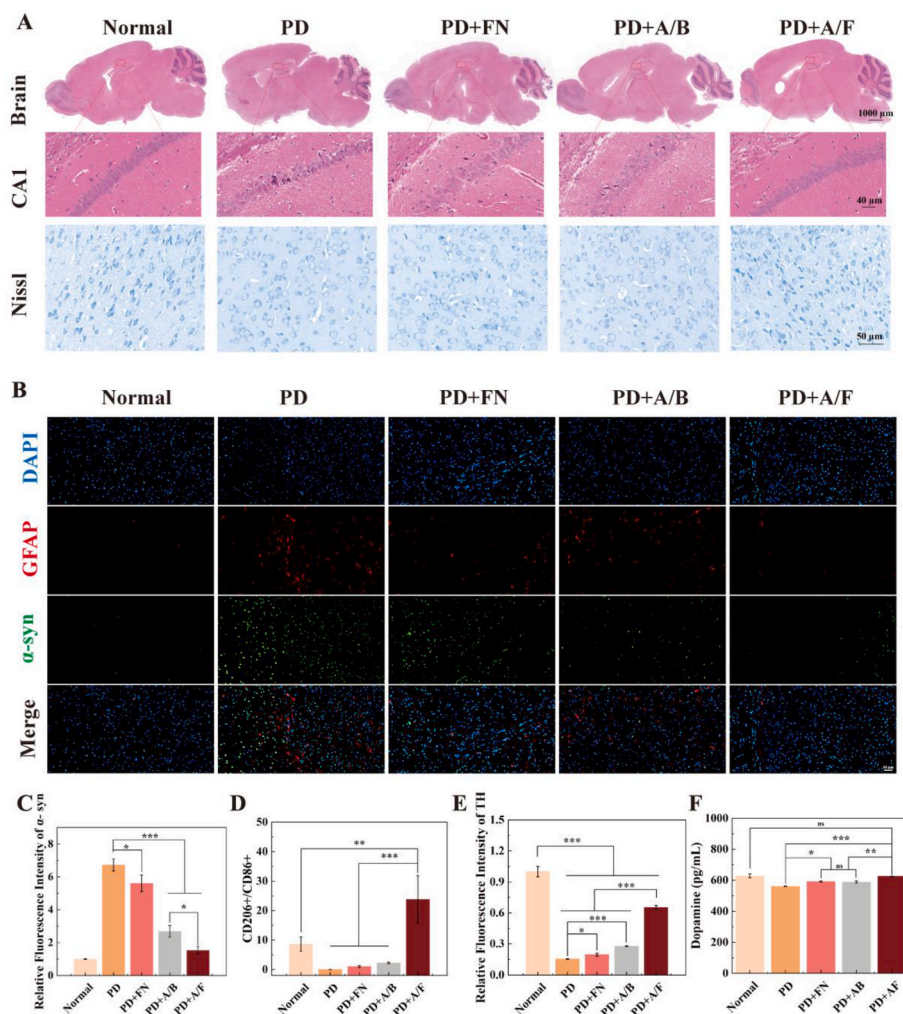 A
Normal PD PD+FN PD+A/B PD+A/F
Brain
1000 µm
CA1
40 µm
Nissl
50 µm
B
Normal PD PD+FN PD+A/B PD+A/F
DAPI
GFAP
α-syn
Merge
C
Relative Fluorescence Intensity of α- syn
8
6
4
2
0
***
*
*
Normal PD PD+FN PD+A/B PD+A/F
D
CD206+/CD86+
50
40
30
20
10
0
**
***
Normal PD PD+FN PD+A/B PD+A/F
E
Relative Fluorescence Intensity of TH
1.5
1.2
0.9
0.6
0.3
0.0
***
***
***
*
Normal PD PD+FN PD+A/B PD+A/F
F
Dopamine (pg/mL)
1000
800
600
400
200
0
ns
***
*
**
ns
Normal PD PD+FN PD+AB PD+AF